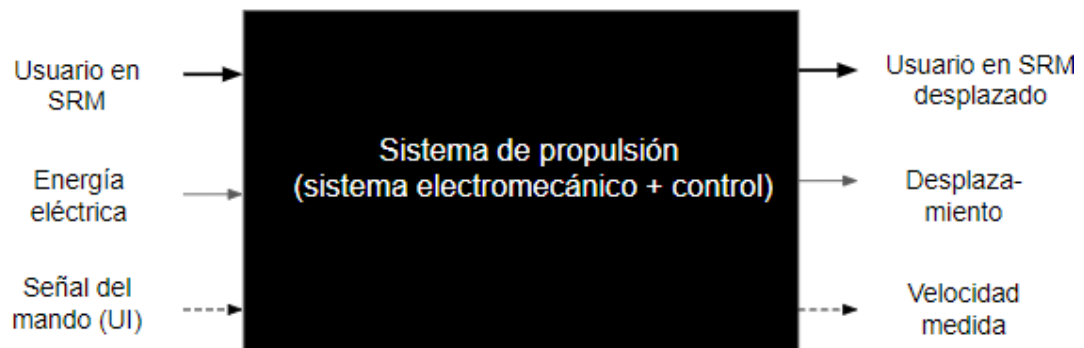 Usuario en
SRM
Energía
eléctrica
Señal del
mando (UI)
Sistema de propulsión
(sistema electromecánico + control)
Usuario en SRM
desplazado
Desplaza-
miento
Velocidad
medida